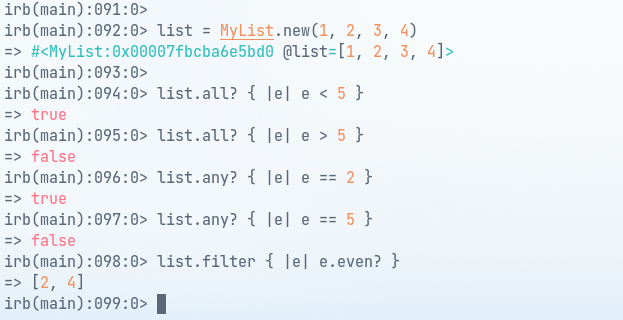 irb(main):091:0>
irb(main):092:0> list = MyList.new(1, 2, 3, 4)
=> #<MyList:0x00007fbcba6e5bd0 @list=[1, 2, 3, 4]>
irb(main):093:0>
irb(main):094:0> list.all? { |e| e < 5 }
=> true
irb(main):095:0> list.all? { |e| e > 5 }
=> false
irb(main):096:0> list.any? { |e| e == 2 }
=> true
irb(main):097:0> list.any? { |e| e == 5 }
=> false
irb(main):098:0> list.filter { |e| e.even? }
=> [2, 4]
irb(main):099:0>